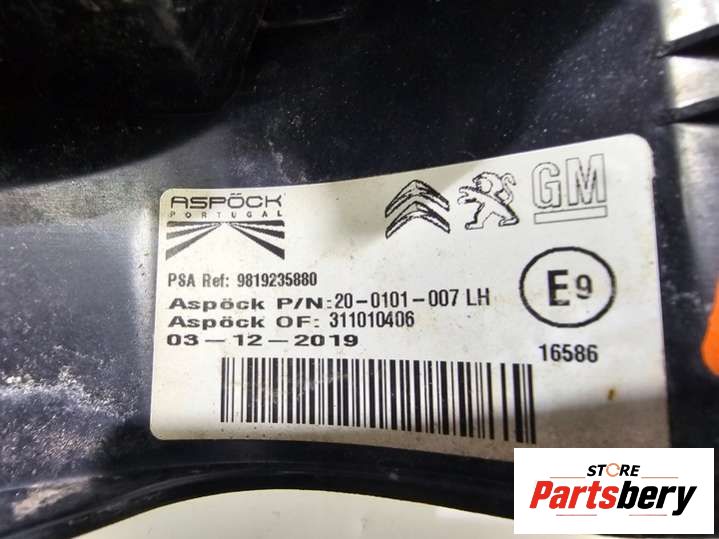 ASPÖCK
PORTUGAL
GM
PSA Ref: 9819235880
Aspöck P/N:20-0101-007 LH
Aspöck OF: 311010406
03-12-2019
E9
16586
STORE
Partsbery